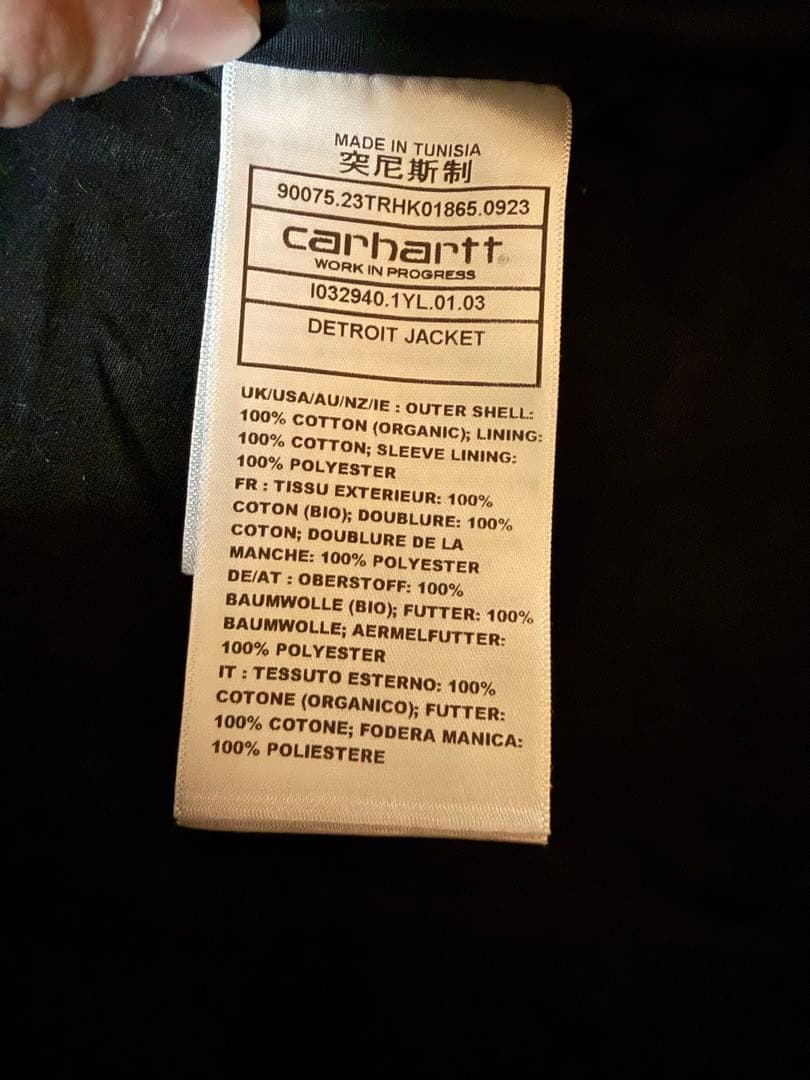 MADE IN TUNISIA
突尼斯制
90075.23TRHK01865.0923
carhartt®
WORK IN PROGRESS
I032940.1YL.01.03
DETROIT JACKET
UK/USA/AU/NZ/IE : OUTER SHELL:
100% COTTON (ORGANIC); LINING:
100% COTTON; SLEEVE LINING:
100% POLYESTER
FR : TISSU EXTERIEUR: 100%
COTON (BIO); DOUBLURE: 100%
COTON; DOUBLURE DE LA
MANCHE: 100% POLYESTER
DE/AT : OBERSTOFF: 100%
BAUMWOLLE (BIO); FUTTER: 100%
BAUMWOLLE; AERMELFUTTER:
100% POLYESTER
IT : TESSUTO ESTERNO: 100%
COTONE (ORGANICO); FUTTER:
100% COTONE; FODERA MANICA:
100% POLIESTERE